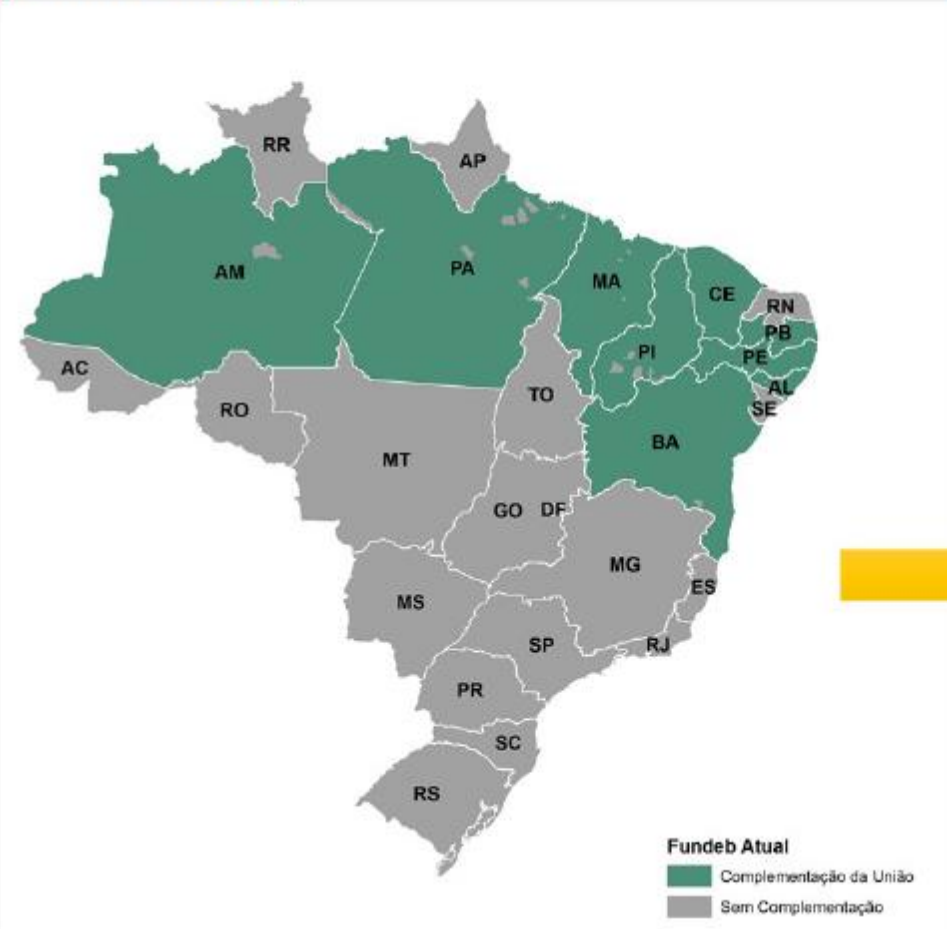 RR
AP
AM
PA
MA
CE
RN
PB
PI
PE
AC
AL
TO
RO
SE
BA
MT
GO DF
MG
ES
MS
SP
RJ
PR
SC
RS
Fundeb Atual
Complementação da União
Sem Complementação